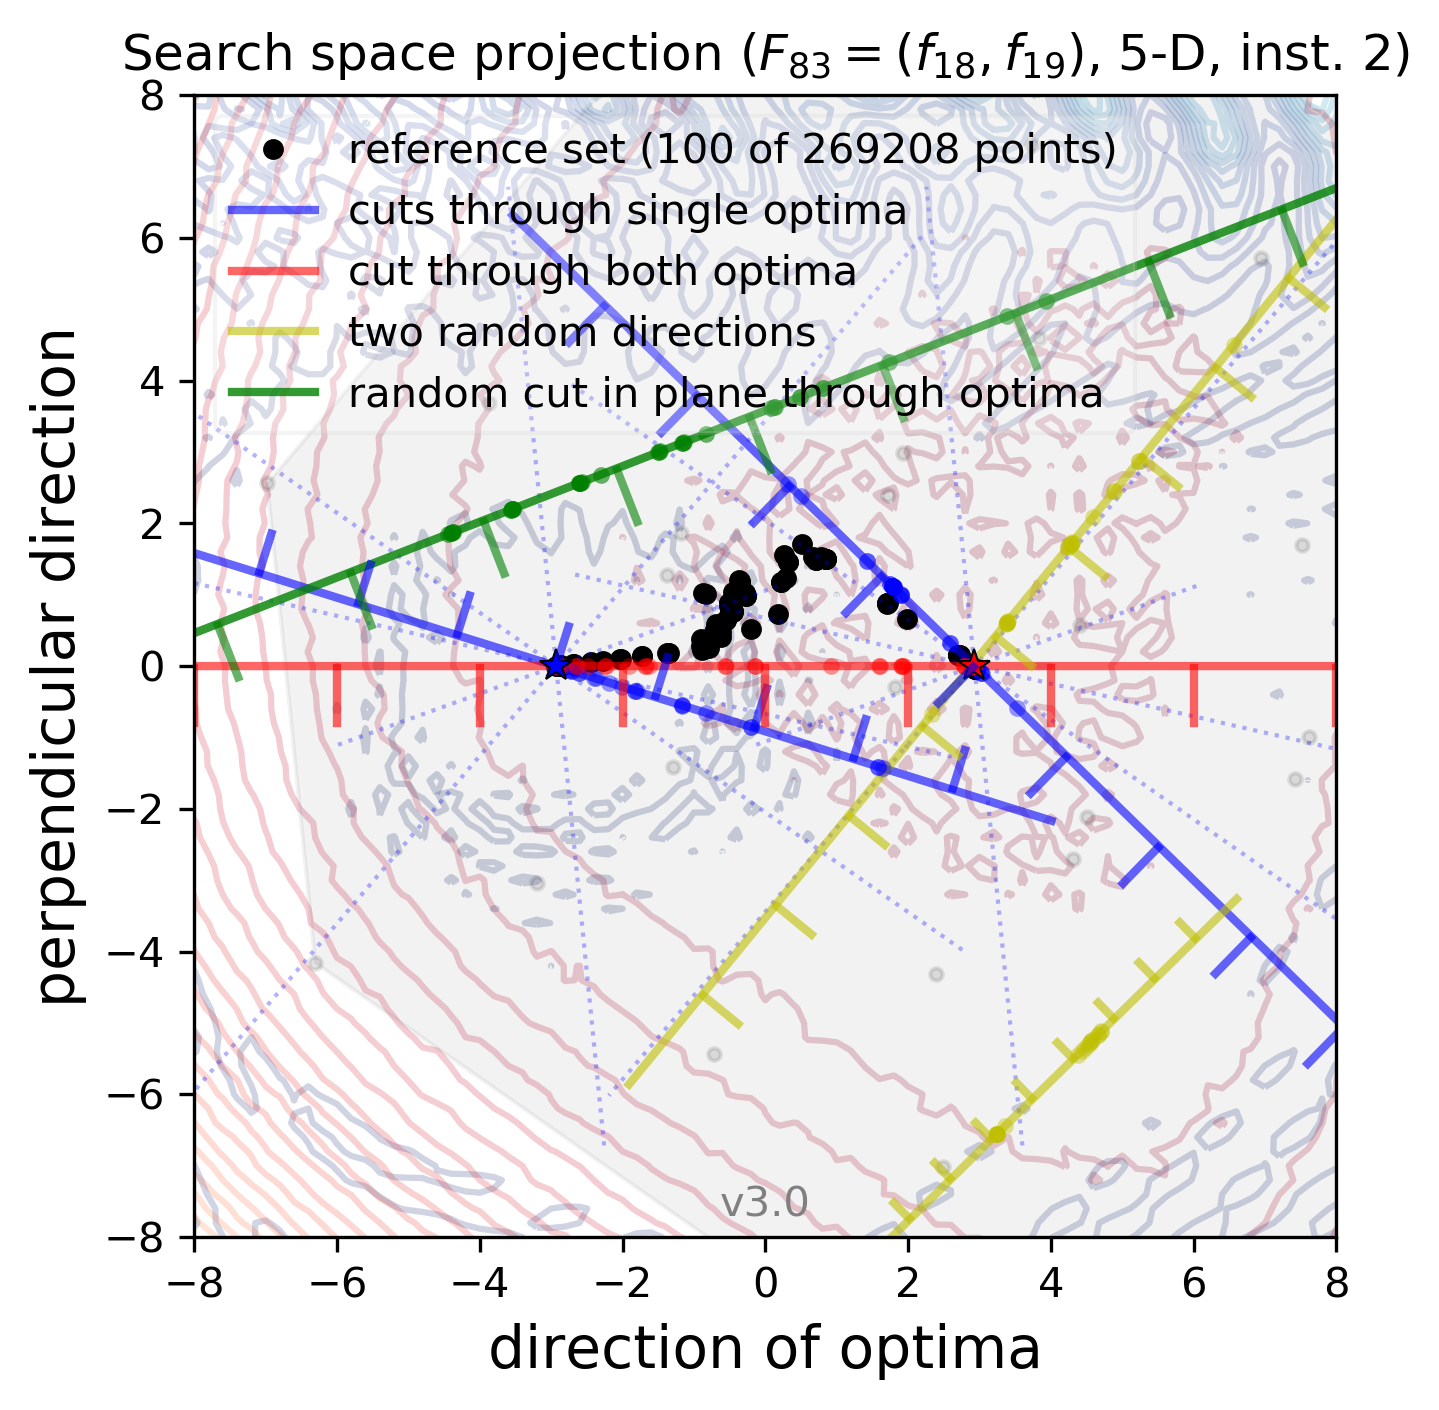 Search space projection (F₈₃ = (f₁₈, f₁₉), 5-D, inst. 2)
8
6
4
2
0
−2
−4
−6
−8
perpendicular direction
reference set (100 of 269208 points)
cuts through single optima
cut through both optima
two random directions
random cut in plane through optima
v3.0
−8 −6 −4 −2 0 2 4 6 8
direction of optima